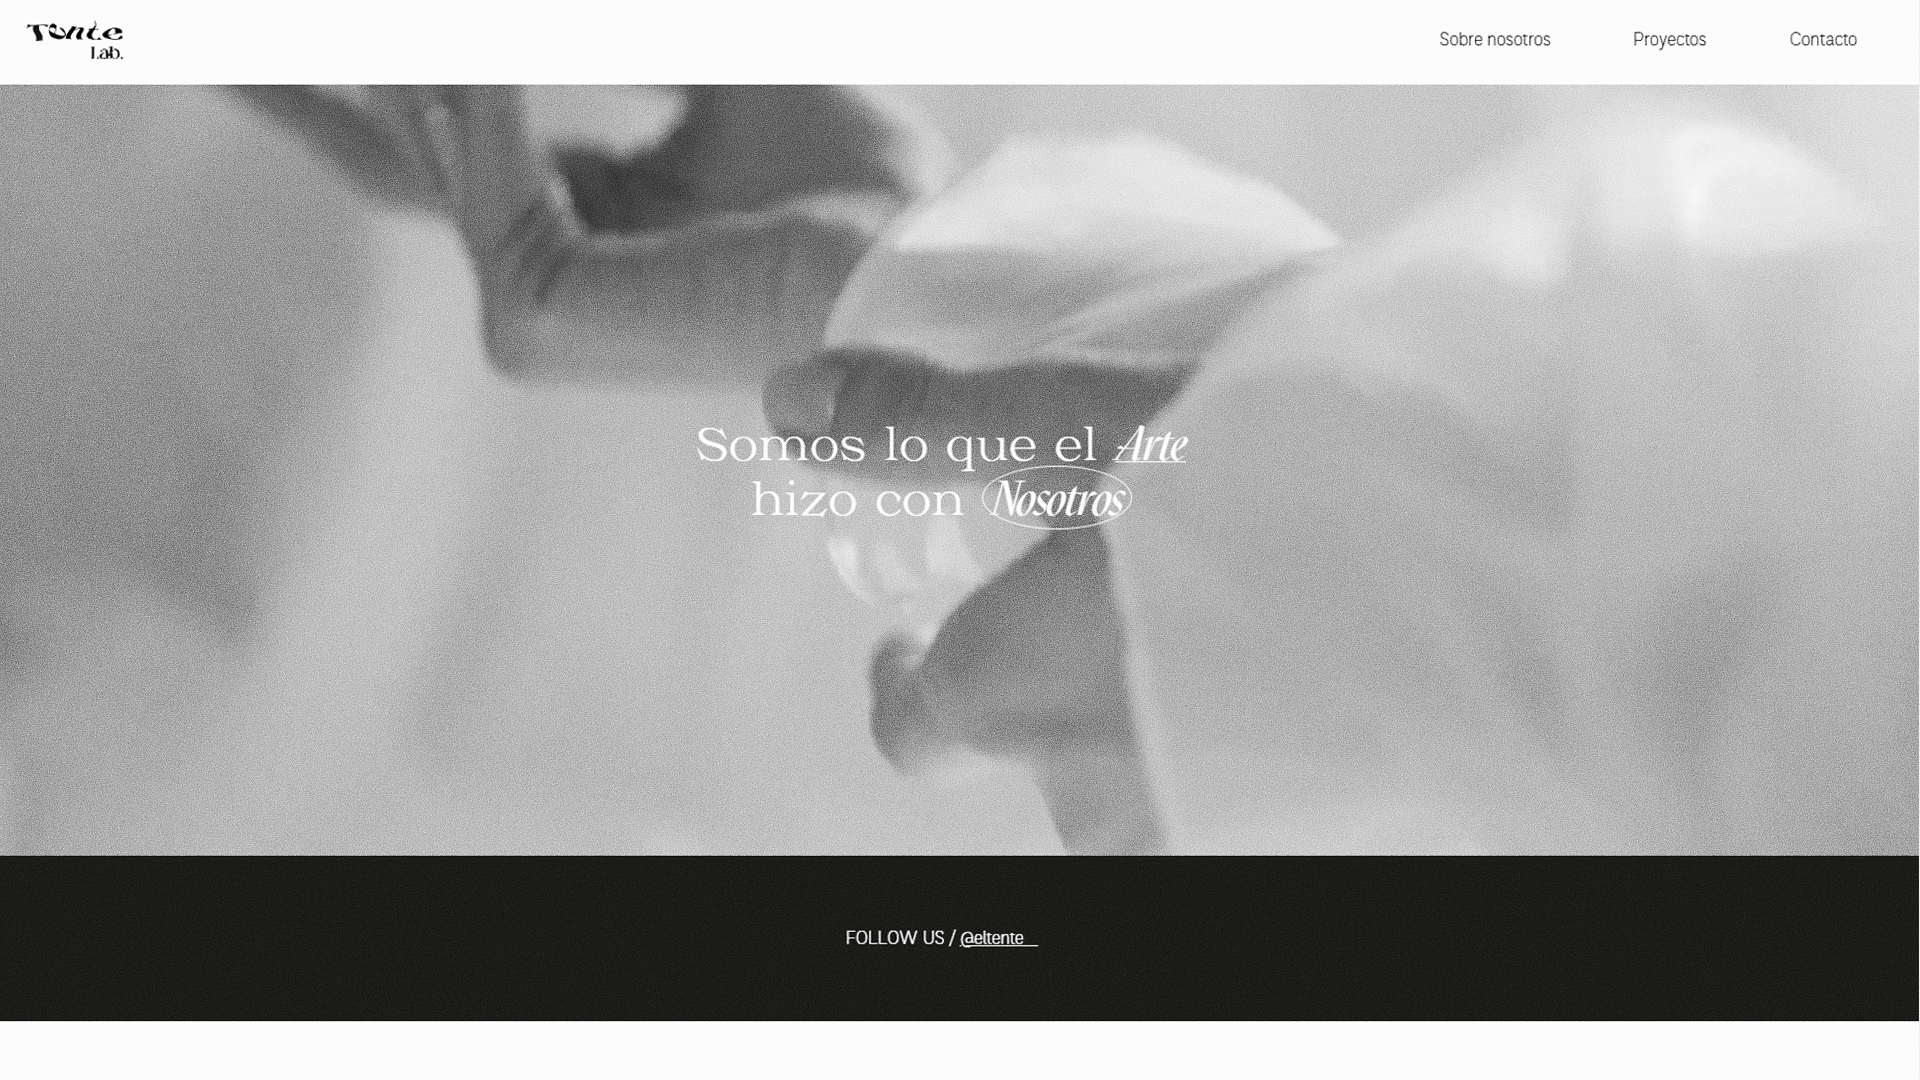 Tente
Lab.
Sobre nosotros
Proyectos
Contacto
Somos lo que el Arte
hizo con Nosotros
FOLLOW US / @eltente__